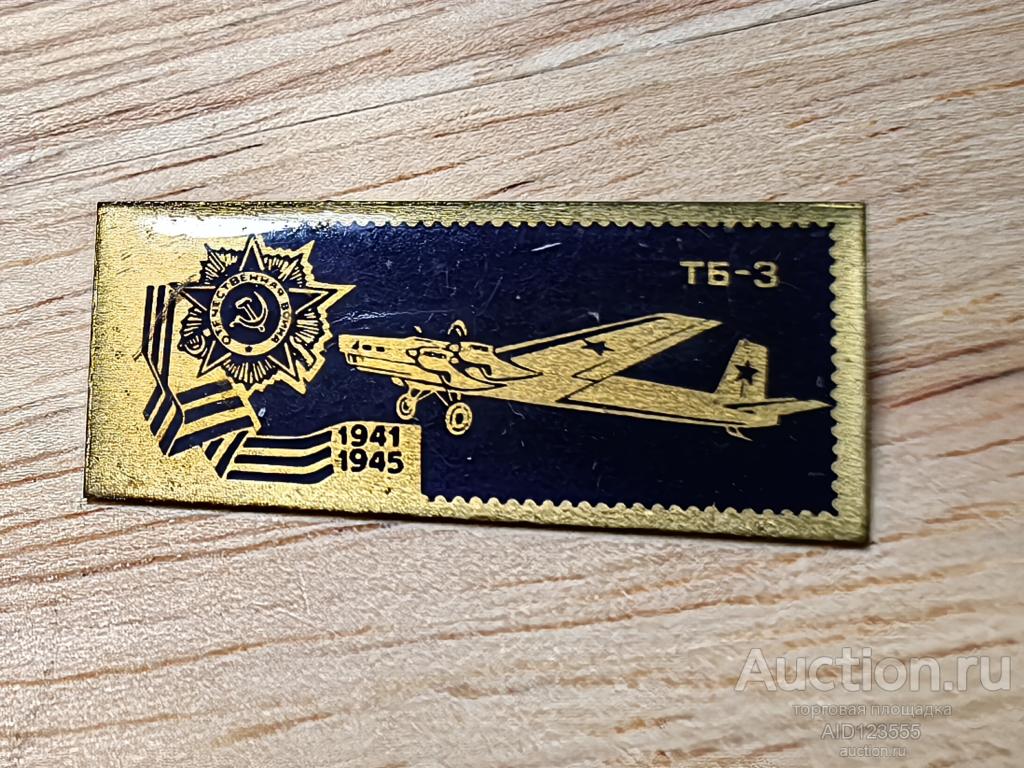 ТБ-3
ОТЕЧЕСТВЕННАЯ ВОЙНА
1941
1945
Auction.ru
торговая площадка
AID123555
auction.ru